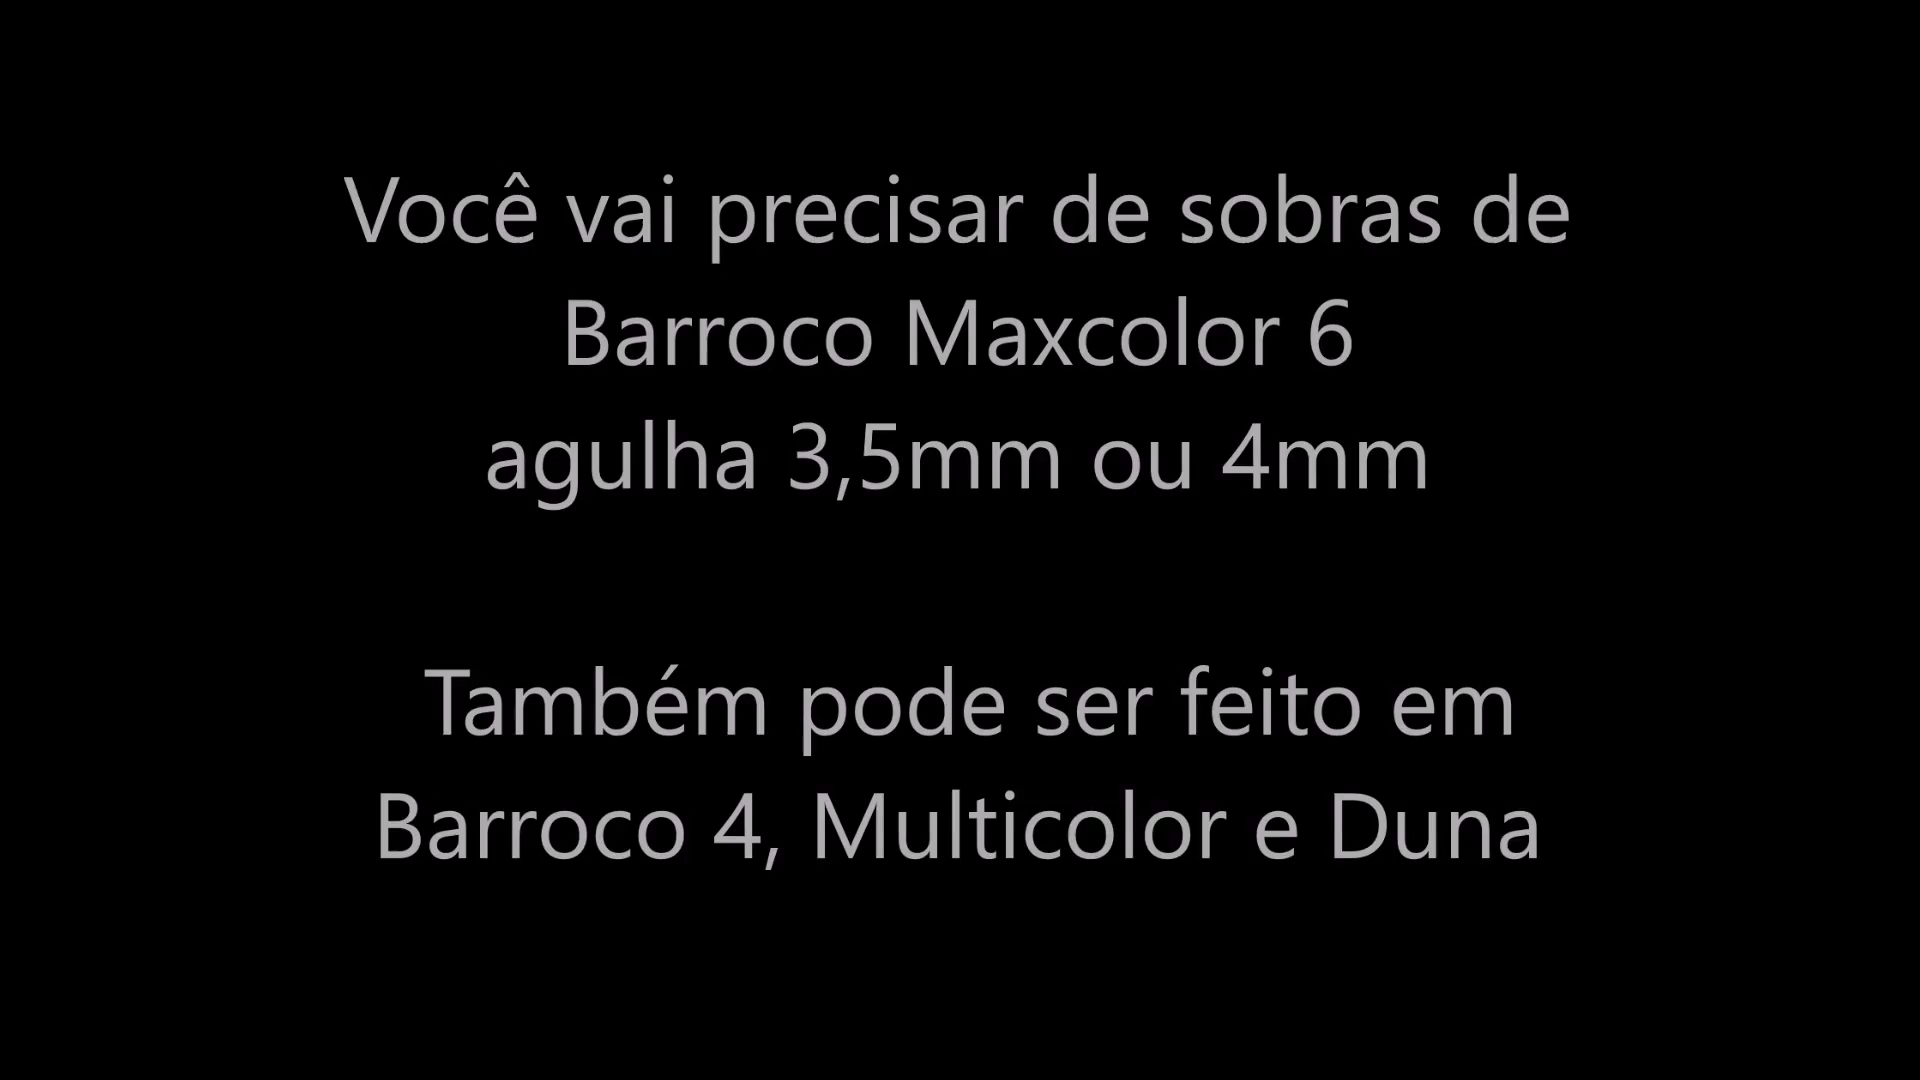 Você vai precisar de sobras de
Barroco Maxcolor 6
agulha 3,5mm ou 4mm
Também pode ser feito em
Barroco 4, Multicolor e Duna